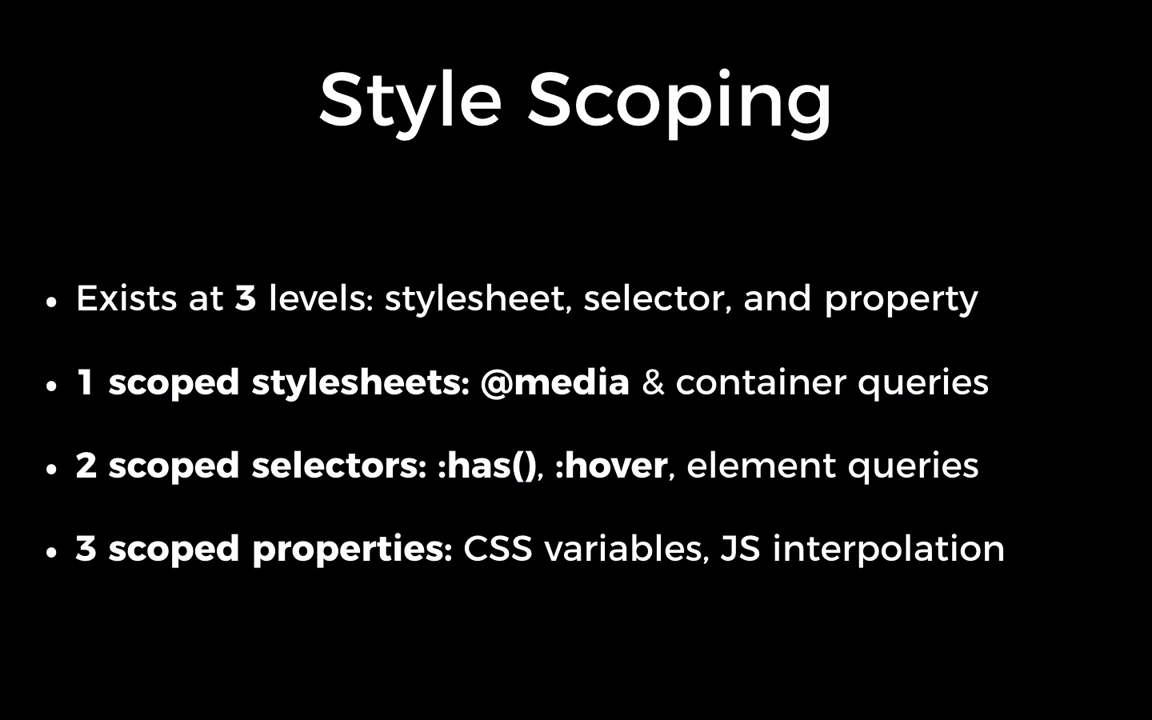 Style Scoping
• Exists at 3 levels: stylesheet, selector, and property
• 1 scoped stylesheets: @media & container queries
• 2 scoped selectors: :has(), :hover, element queries
• 3 scoped properties: CSS variables, JS interpolation